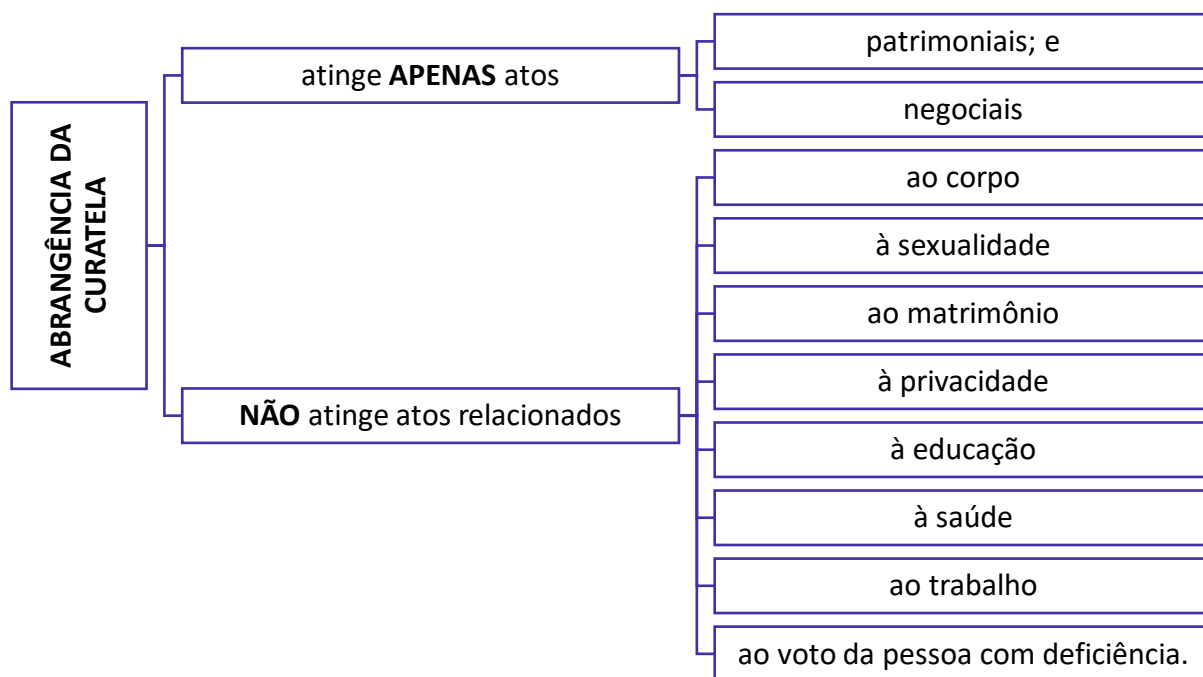 ABRANGÊNCIA DA
CURATELA
atinge APENAS atos
patrimoniais; e
negociais
NÃO atinge atos relacionados
ao corpo
à sexualidade
ao matrimônio
à privacidade
à educação
à saúde
ao trabalho
ao voto da pessoa com deficiência.